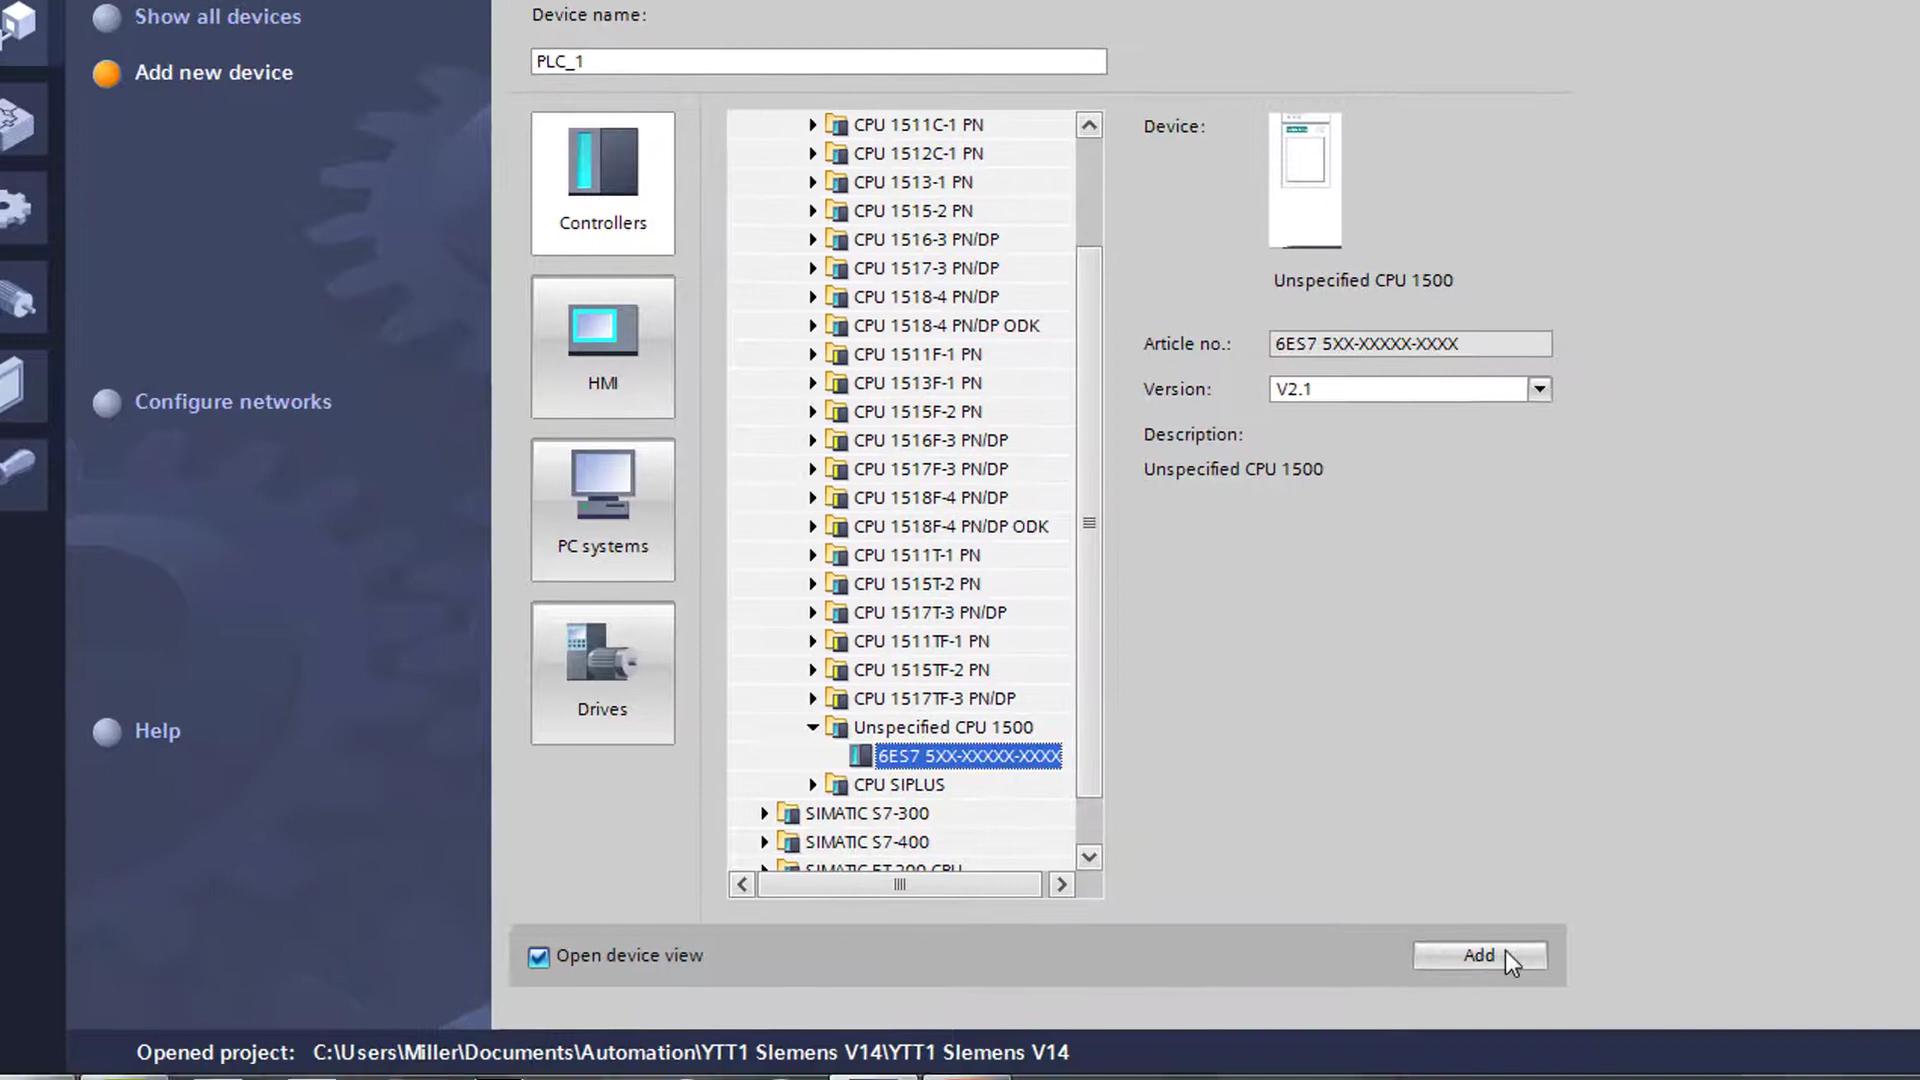 Show all devices
Add new device
Configure networks
Help
Device name:
PLC_1
Controllers
HMI
PC systems
Drives
CPU 1511C-1 PN
CPU 1512C-1 PN
CPU 1513-1 PN
CPU 1515-2 PN
CPU 1516-3 PN/DP
CPU 1517-3 PN/DP
CPU 1518-4 PN/DP
CPU 1518-4 PN/DP ODK
CPU 1511F-1 PN
CPU 1513F-1 PN
CPU 1515F-2 PN
CPU 1516F-3 PN/DP
CPU 1517F-3 PN/DP
CPU 1518F-4 PN/DP
CPU 1518F-4 PN/DP ODK
CPU 1511T-1 PN
CPU 1515T-2 PN
CPU 1517T-3 PN/DP
CPU 1511TF-1 PN
CPU 1515TF-2 PN
CPU 1517TF-3 PN/DP
Unspecified CPU 1500
6ES7 5XX-XXXXX-XXXX
CPU SIPLUS
SIMATIC S7-300
SIMATIC S7-400
SIMATIC ET 200 CPU
Device:
Unspecified CPU 1500
Article no.: 6ES7 5XX-XXXXX-XXXX
Version: V2.1
Description:
Unspecified CPU 1500
Open device view
Add
Opened project: C:\Users\Miller\Documents\Automation\YTT1 Slemens V14\YTT1 Slemens V14